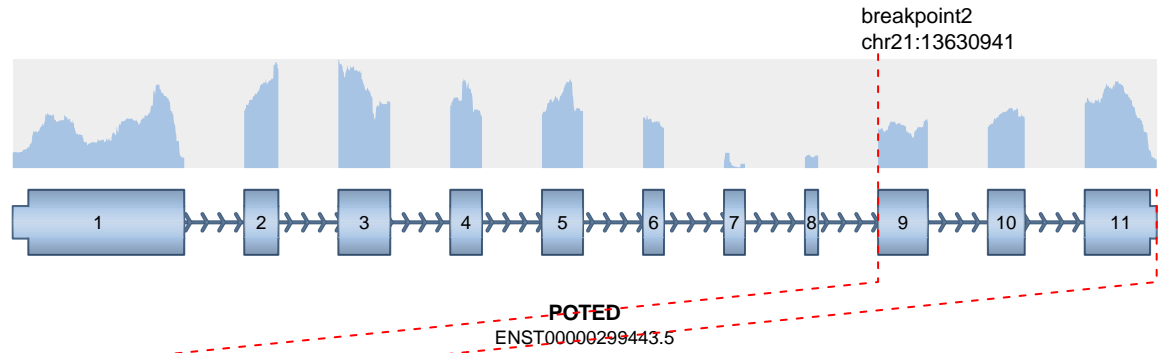 breakpoint2
chr21:13630941
1 2 3 4 5 6 7 8 9 10 11
POTED
ENST00000299443.5